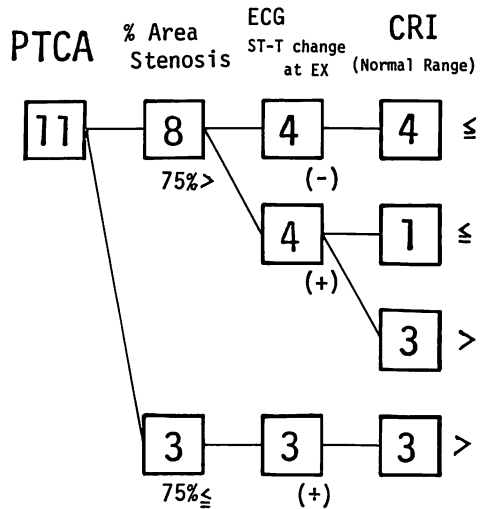 PTCA % Area Stenosis ECG ST-T change at EX CRI (Normal Range)
11 8 4 4 ≦
75%> (-)
4 1 ≦
(+)
3 >
3 3 3 >
75%≦ (+)